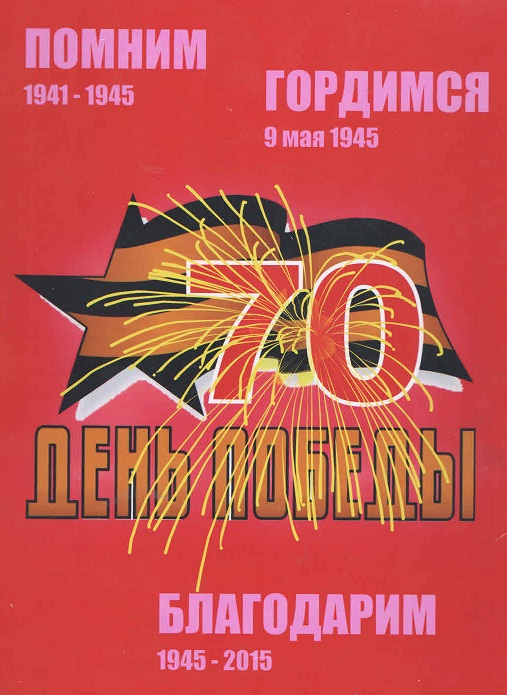 ПОМНИМ
1941 - 1945
ГОРДИМСЯ
9 мая 1945
70
ДЕНЬ ПОБЕДЫ
БЛАГОДАРИМ
1945 - 2015